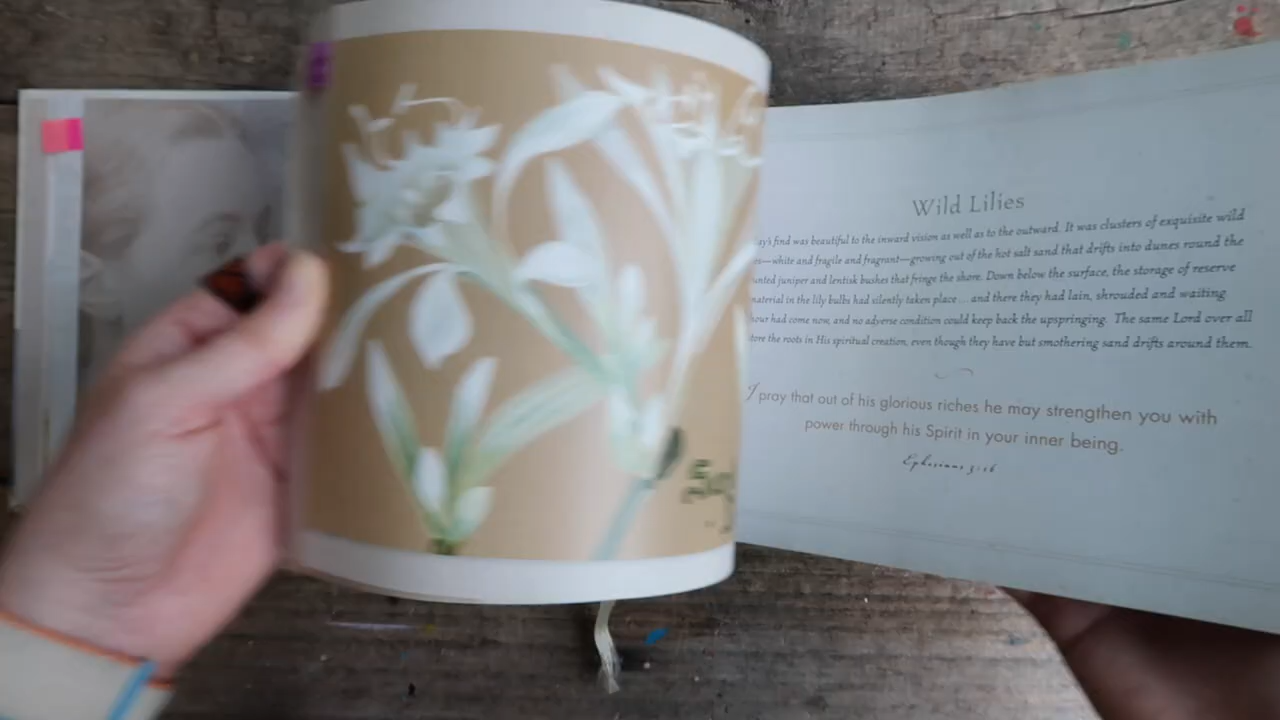 Wild Lilies
find was beautiful to the inward vision as well as to the outward. It was clusters of exquisite wild
white and fragile and fragrant—growing out of the hot salt sand that drifts into dunes round the
juniper and lentisk bushes that fringe the shore. Down below the surface, the storage of reserve
material in the lily bulbs had silently taken place . . . and there they had lain, shrouded and waiting
hour had come now, and no adverse condition could keep back the upspringing. The same Lord over all
the roots in His spiritual creation, even though they have but smothering sand drifts around them.
I pray that out of his glorious riches he may strengthen you with
power through his Spirit in your inner being.
Ephesians 3:16